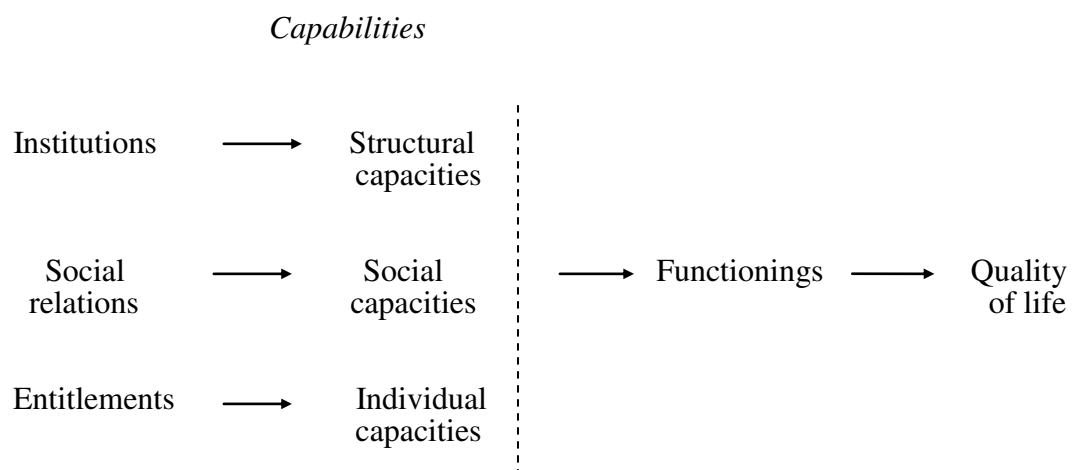 Capabilities
Institutions
Structural
capacities
Social
relations
Social
capacities
Functionings
Quality
of life
Entitlements
Individual
capacities